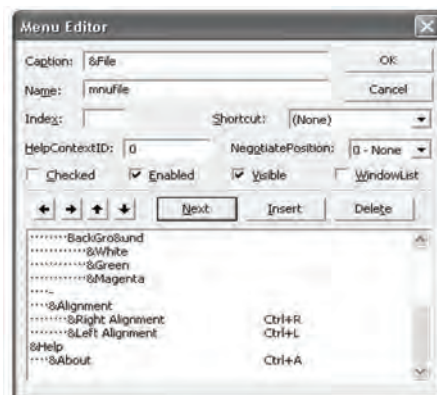 Menu Editor
Caption: &File
OK
Name: mnufile
Cancel
Index:
Shortcut: (None)
HelpContextID: 0
NegotiatePosition: 0 - None
Checked
Enabled
Visible
WindowList
Next
Insert
Delete
········BackGro&und
············&White
············&Green
············&Magenta
····-
····&Alignment
········&Right Alignment Ctrl+R
········&Left Alignment Ctrl+L
&Help
····&About Ctrl+A